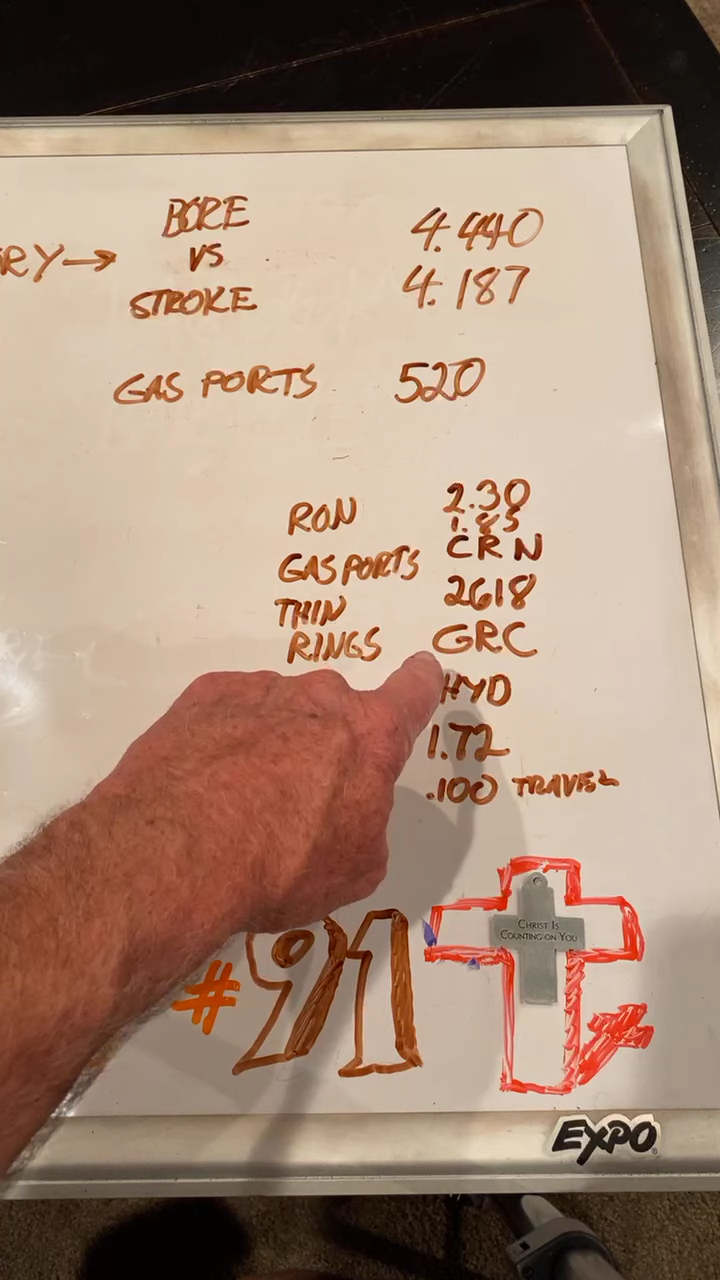 BORE
4.440
RY→
VS
STROKE
4.187
GAS PORTS
520
RON
2.30
1.85
GAS PORTS
CRN
THIN
2618
RINGS
GRC
HYD
1.72
.100 TRAVEL
#91
CHRIST IS
COUNTING ON YOU
EXPO